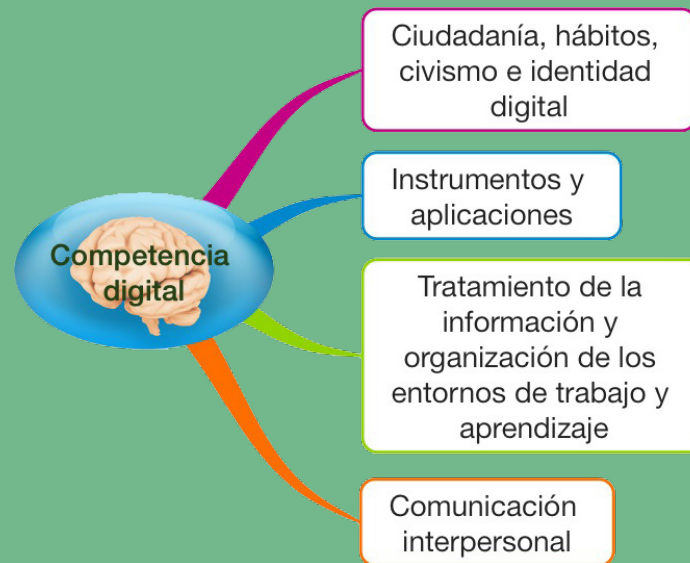 Ciudadanía, hábitos,
civismo e identidad
digital
Instrumentos y
aplicaciones
Competencia
digital
Tratamiento de la
información y
organización de los
entornos de trabajo y
aprendizaje
Comunicación
interpersonal